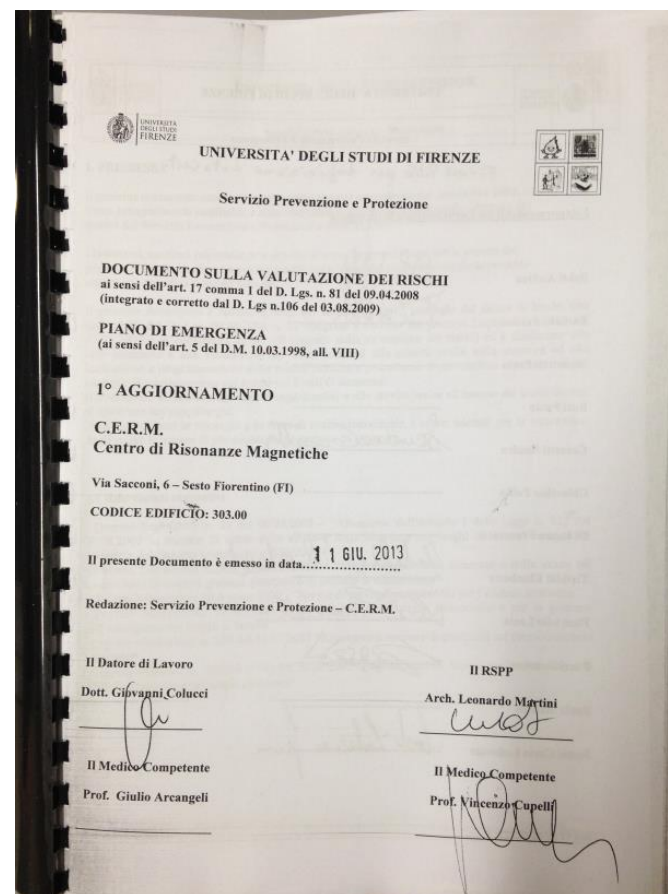 UNIVERSITÀ
DEGLI STUDI
FIRENZE
UNIVERSITA' DEGLI STUDI DI FIRENZE
Servizio Prevenzione e Protezione
DOCUMENTO SULLA VALUTAZIONE DEI RISCHI
ai sensi dell'art. 17 comma 1 del D. Lgs. n. 81 del 09.04.2008
(integrato e corretto dal D. Lgs n.106 del 03.08.2009)
PIANO DI EMERGENZA
(ai sensi dell'art. 5 del D.M. 10.03.1998, all. VIII)
1° AGGIORNAMENTO
C.E.R.M.
Centro di Risonanze Magnetiche
Via Sacconi, 6 – Sesto Fiorentino (FI)
CODICE EDIFICIO: 303.00
Il presente Documento è emesso in data 11 GIU. 2013
Redazione: Servizio Prevenzione e Protezione – C.E.R.M.
Il Datore di Lavoro
Dott. Giovanni Colucci
Il RSPP
Arch. Leonardo Martini
Il Medico Competente
Prof. Giulio Arcangeli
Il Medico Competente
Prof. Vincenzo Cupelli